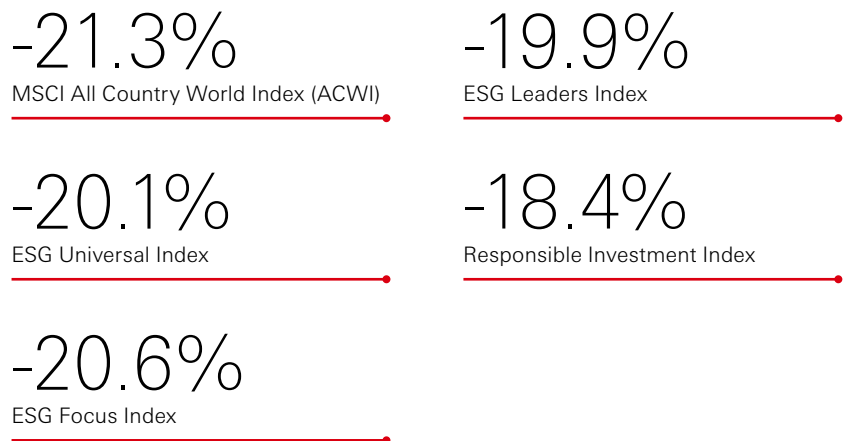 -21.3%
MSCI All Country World Index (ACWI)
-19.9%
ESG Leaders Index
-20.1%
ESG Universal Index
-18.4%
Responsible Investment Index
-20.6%
ESG Focus Index